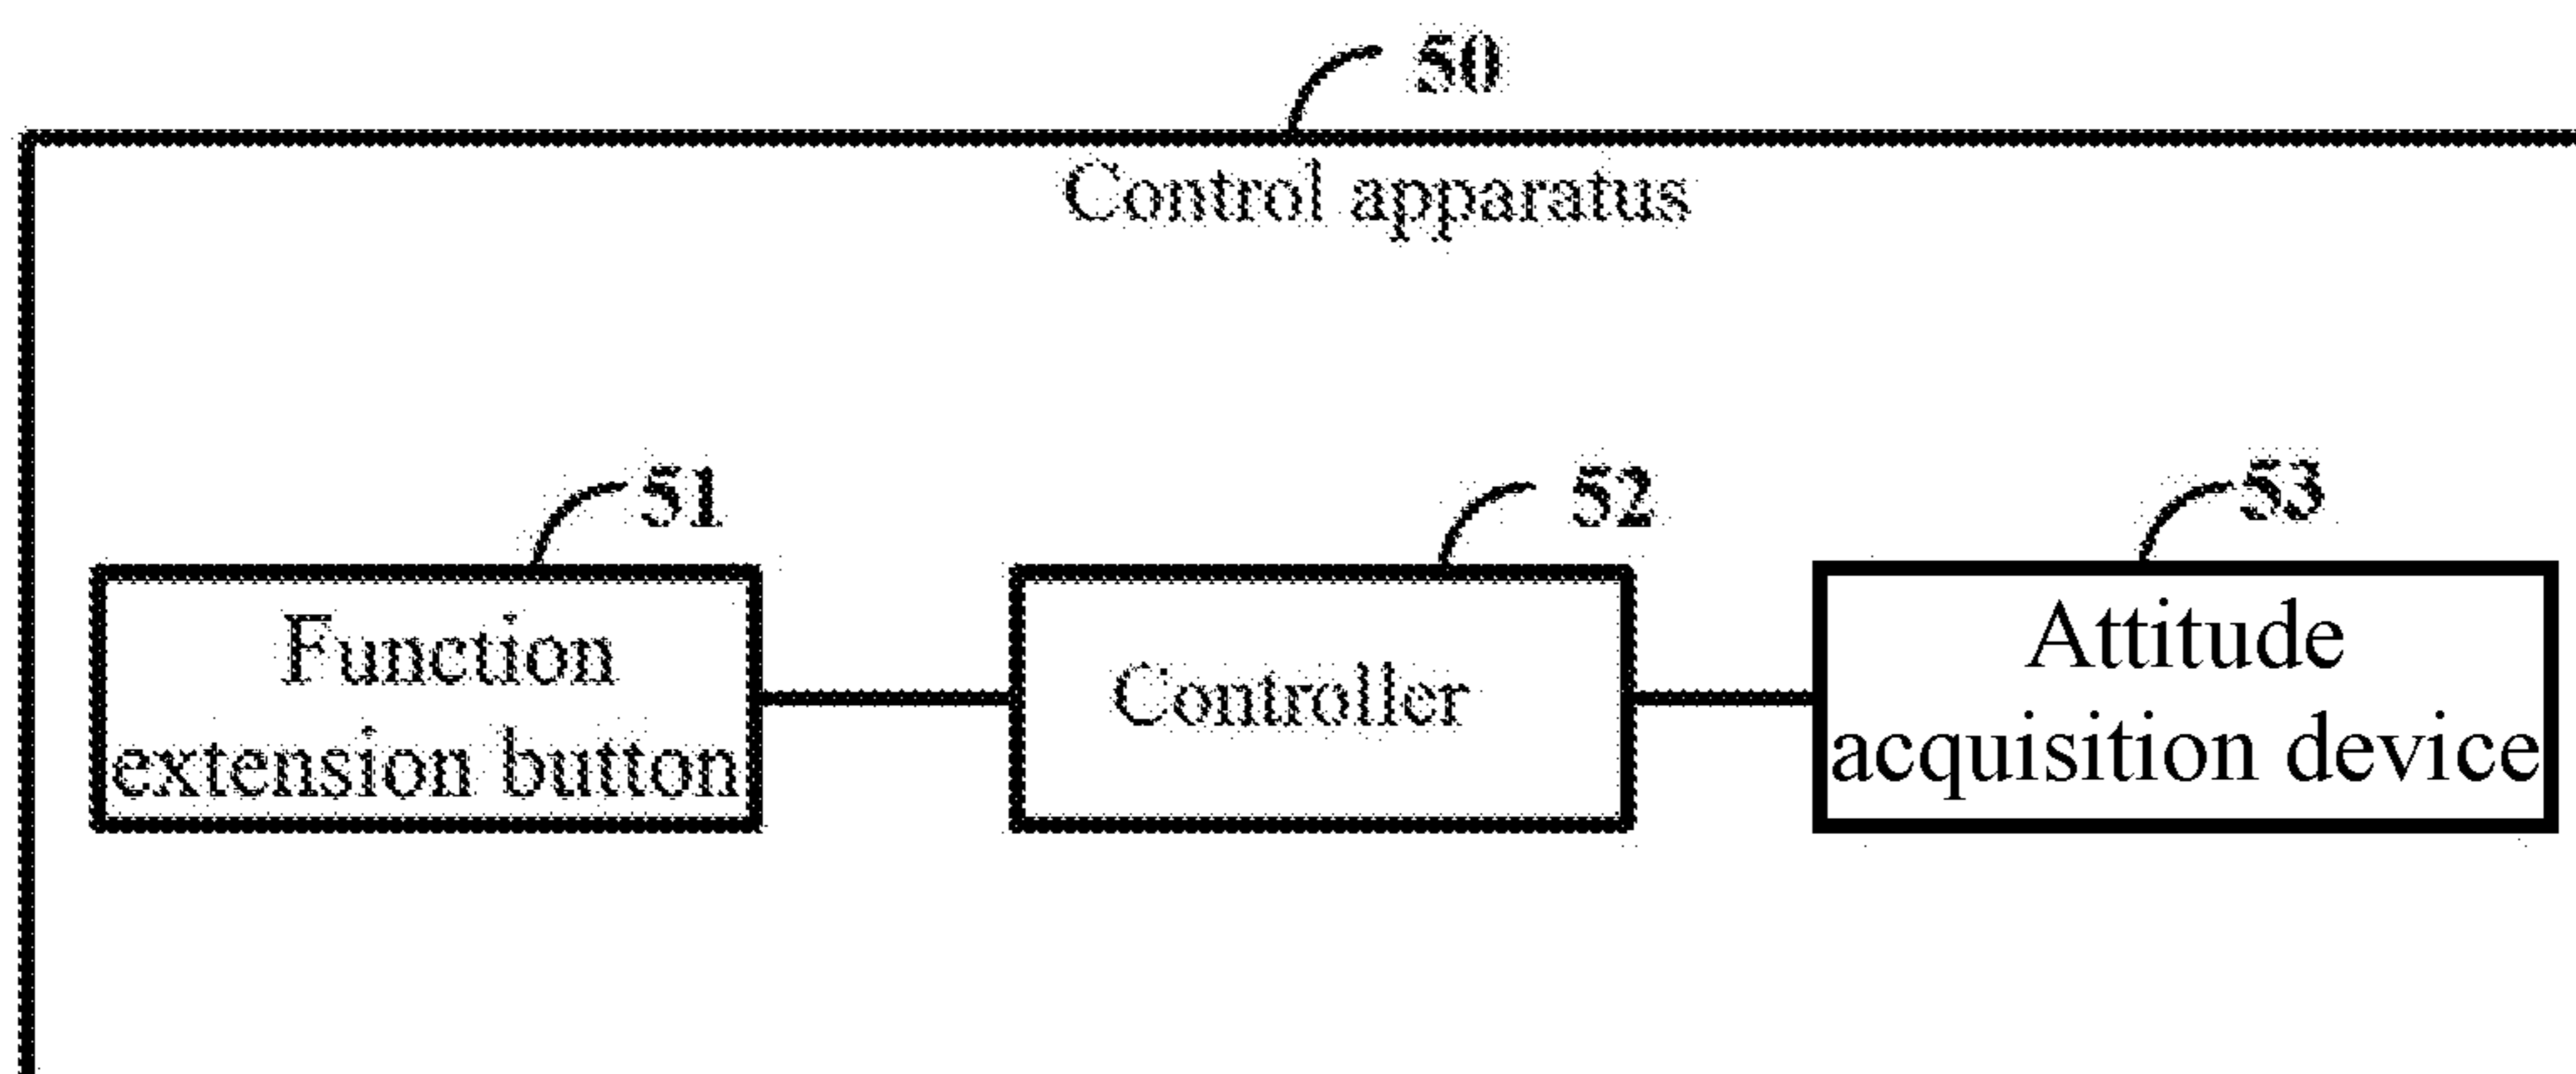 50
Control apparatus
51
52
53
Function
extension button
Controller
Attitude
acquisition device